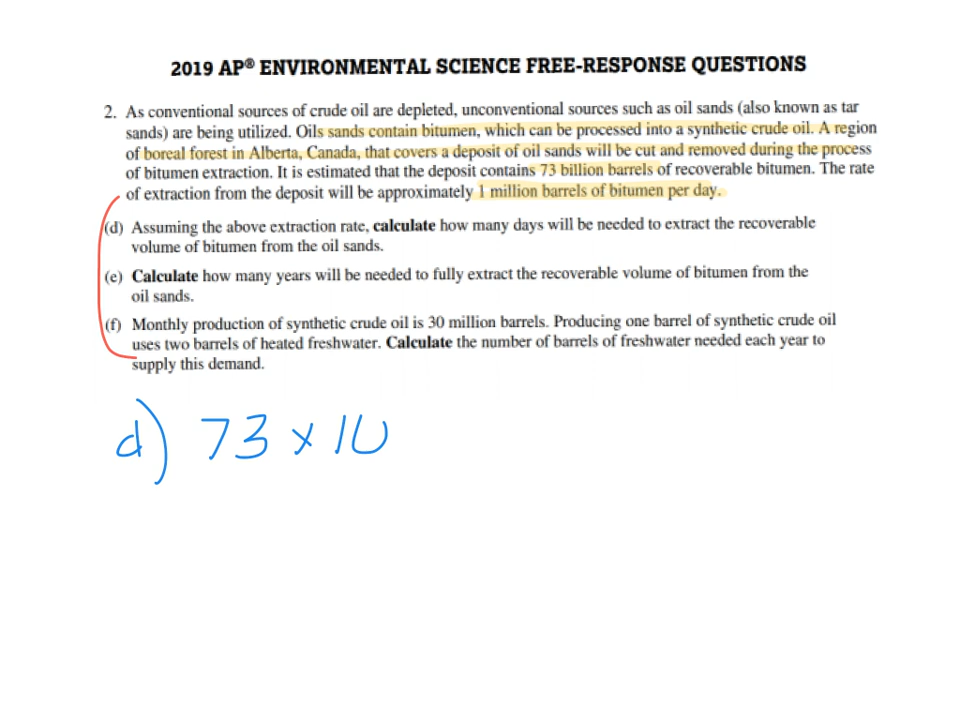 2019 AP® ENVIRONMENTAL SCIENCE FREE-RESPONSE QUESTIONS
2. As conventional sources of crude oil are depleted, unconventional sources such as oil sands (also known as tar
sands) are being utilized. Oils sands contain bitumen, which can be processed into a synthetic crude oil. A region
of boreal forest in Alberta, Canada, that covers a deposit of oil sands will be cut and removed during the process
of bitumen extraction. It is estimated that the deposit contains 73 billion barrels of recoverable bitumen. The rate
of extraction from the deposit will be approximately 1 million barrels of bitumen per day.
(d) Assuming the above extraction rate, calculate how many days will be needed to extract the recoverable
volume of bitumen from the oil sands.
(e) Calculate how many years will be needed to fully extract the recoverable volume of bitumen from the
oil sands.
(f) Monthly production of synthetic crude oil is 30 million barrels. Producing one barrel of synthetic crude oil
uses two barrels of heated freshwater. Calculate the number of barrels of freshwater needed each year to
supply this demand.
d) 73 x 10